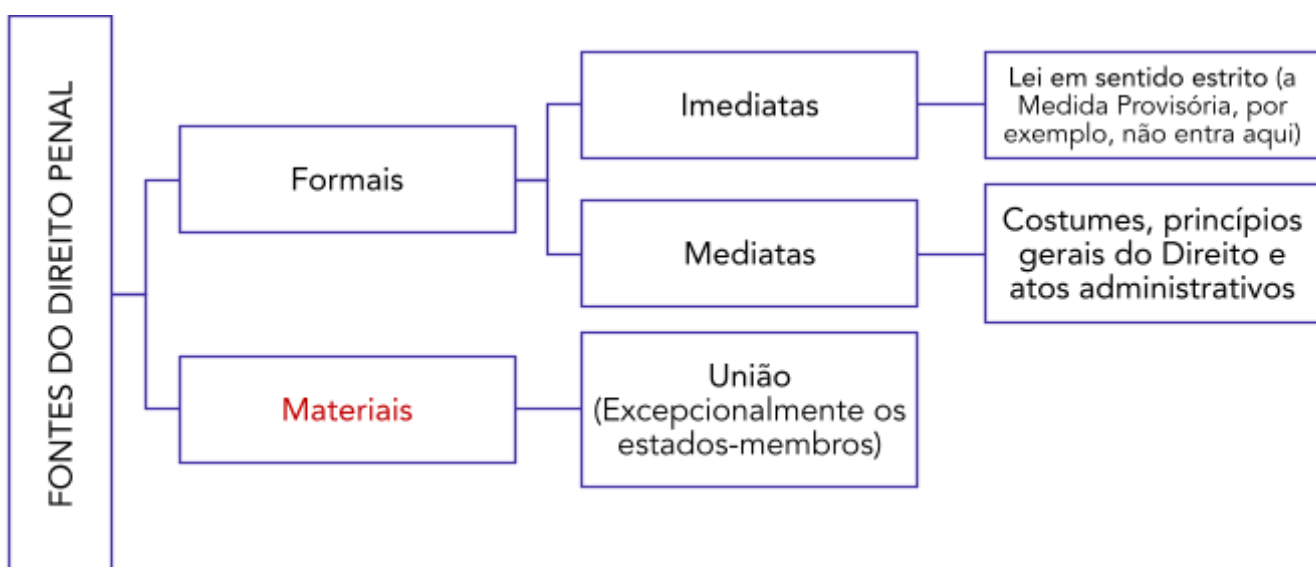 FONTES DO DIREITO PENAL
Formais
Imediatas
Lei em sentido estrito (a
Medida Provisória, por
exemplo, não entra aqui)
Mediatas
Costumes, princípios
gerais do Direito e
atos administrativos
Materiais
União
(Excepcionalmente os
estados-membros)